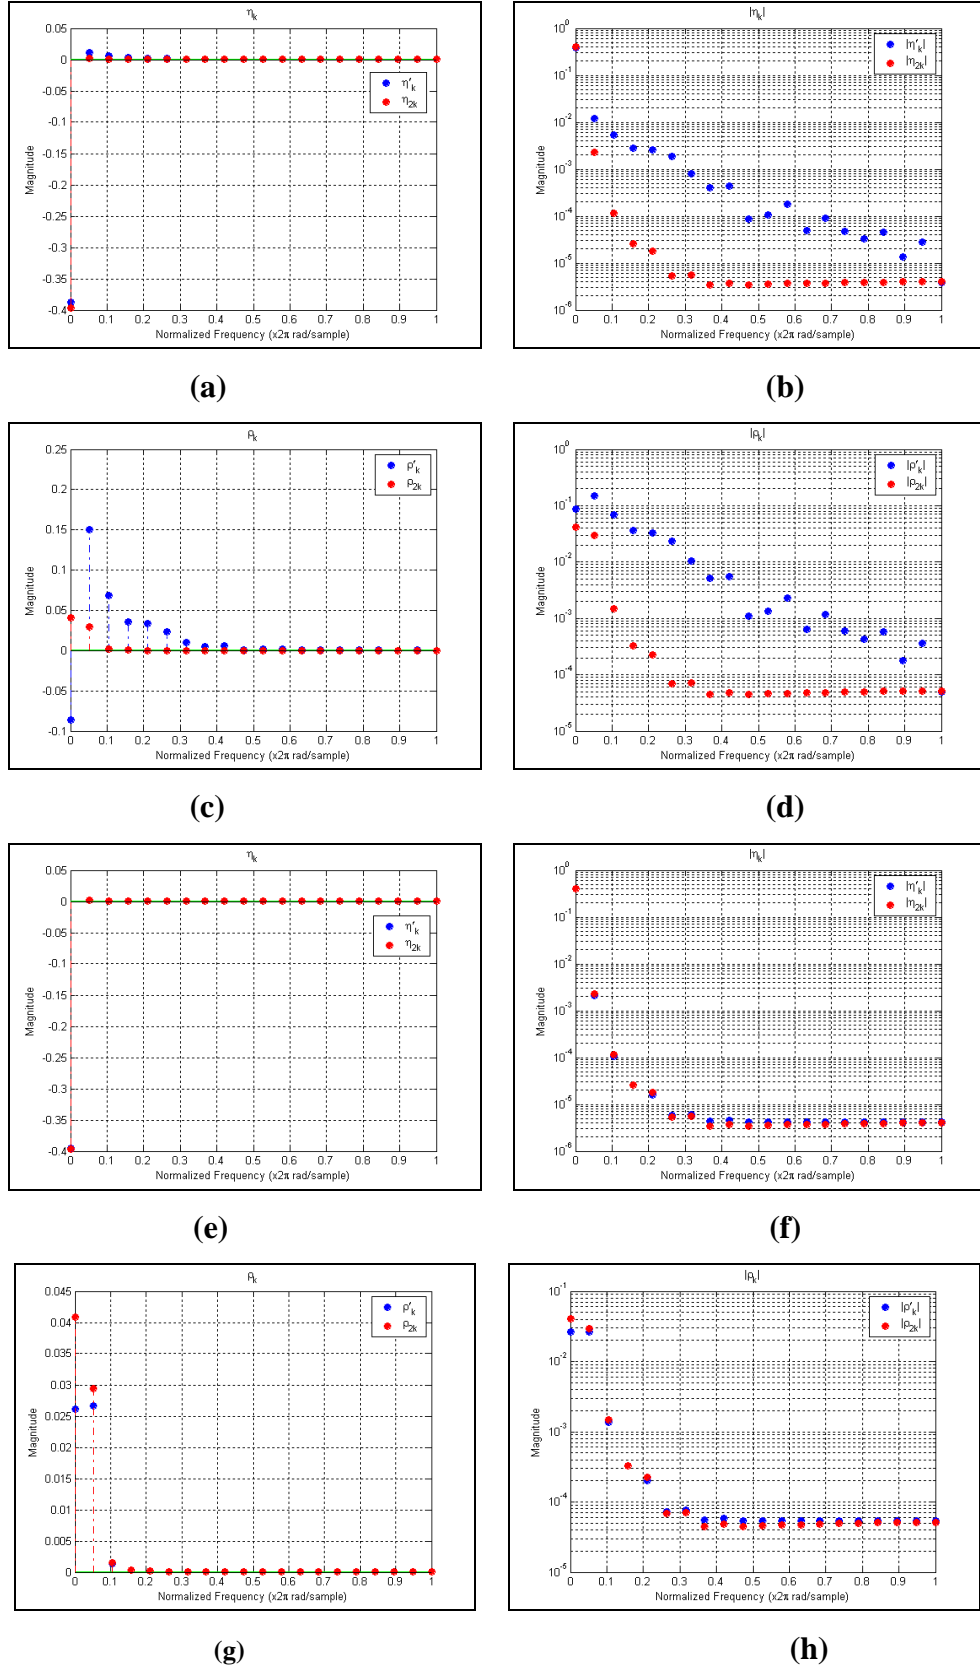 η_k
0.05
0
-0.05
-0.1
-0.15
-0.2
-0.25
-0.3
-0.35
-0.4
Magnitude
η'_k
η_2k
0 0.1 0.2 0.3 0.4 0.5 0.6 0.7 0.8 0.9 1
Normalized Frequency (x2π rad/sample)
(a)
|η_k|
10^0
10^-1
10^-2
10^-3
10^-4
10^-5
10^-6
Magnitude
|η'_k|
|η_2k|
0 0.1 0.2 0.3 0.4 0.5 0.6 0.7 0.8 0.9 1
Normalized Frequency (x2π rad/sample)
(b)
ρ_k
0.25
0.2
0.15
0.1
0.05
0
-0.05
-0.1
Magnitude
ρ'_k
ρ_2k
0 0.1 0.2 0.3 0.4 0.5 0.6 0.7 0.8 0.9 1
Normalized Frequency (x2π rad/sample)
(c)
|ρ_k|
10^0
10^-1
10^-2
10^-3
10^-4
10^-5
Magnitude
|ρ'_k|
|ρ_2k|
0 0.1 0.2 0.3 0.4 0.5 0.6 0.7 0.8 0.9 1
Normalized Frequency (x2π rad/sample)
(d)
η_k
0.05
0
-0.05
-0.1
-0.15
-0.2
-0.25
-0.3
-0.35
-0.4
Magnitude
η'_k
η_2k
0 0.1 0.2 0.3 0.4 0.5 0.6 0.7 0.8 0.9 1
Normalized Frequency (x2π rad/sample)
(e)
|η_k|
10^0
10^-1
10^-2
10^-3
10^-4
10^-5
10^-6
Magnitude
|η'_k|
|η_2k|
0 0.1 0.2 0.3 0.4 0.5 0.6 0.7 0.8 0.9 1
Normalized Frequency (x2π rad/sample)
(f)
ρ_k
0.045
0.04
0.035
0.03
0.025
0.02
0.015
0.01
0.005
0
Magnitude
ρ'_k
ρ_2k
0 0.1 0.2 0.3 0.4 0.5 0.6 0.7 0.8 0.9 1
Normalized Frequency (x2π rad/sample)
(g)
|ρ_k|
10^-1
10^-2
10^-3
10^-4
10^-5
Magnitude
|ρ'_k|
|ρ_2k|
0 0.1 0.2 0.3 0.4 0.5 0.6 0.7 0.8 0.9 1
Normalized Frequency (x2π rad/sample)
(h)